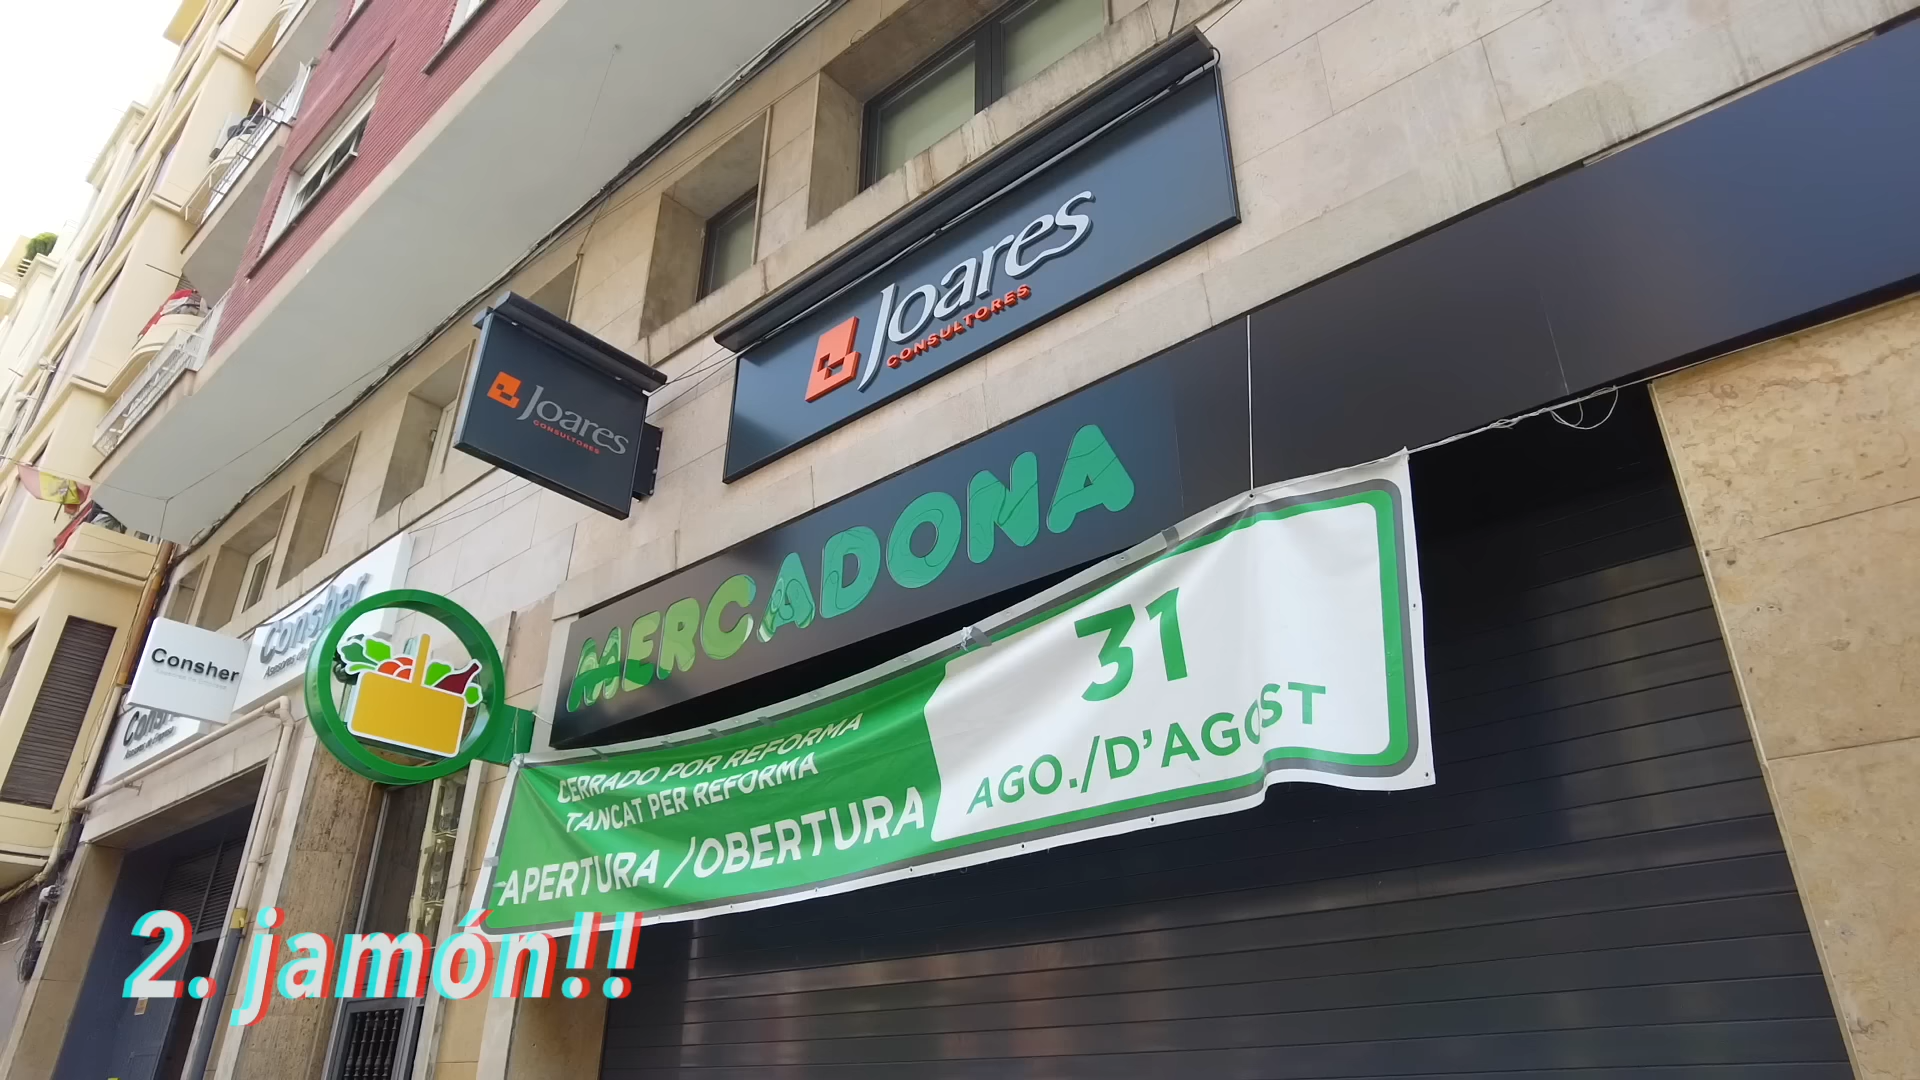 Joares
CONSULTORES
Joares
CONSULTORES
MERCADONA
Consher
Consher
CERRADO POR REFORMA
TANCAT PER REFORMA
APERTURA /OBERTURA
31
AGO./D'AGOST
2. jamón!!